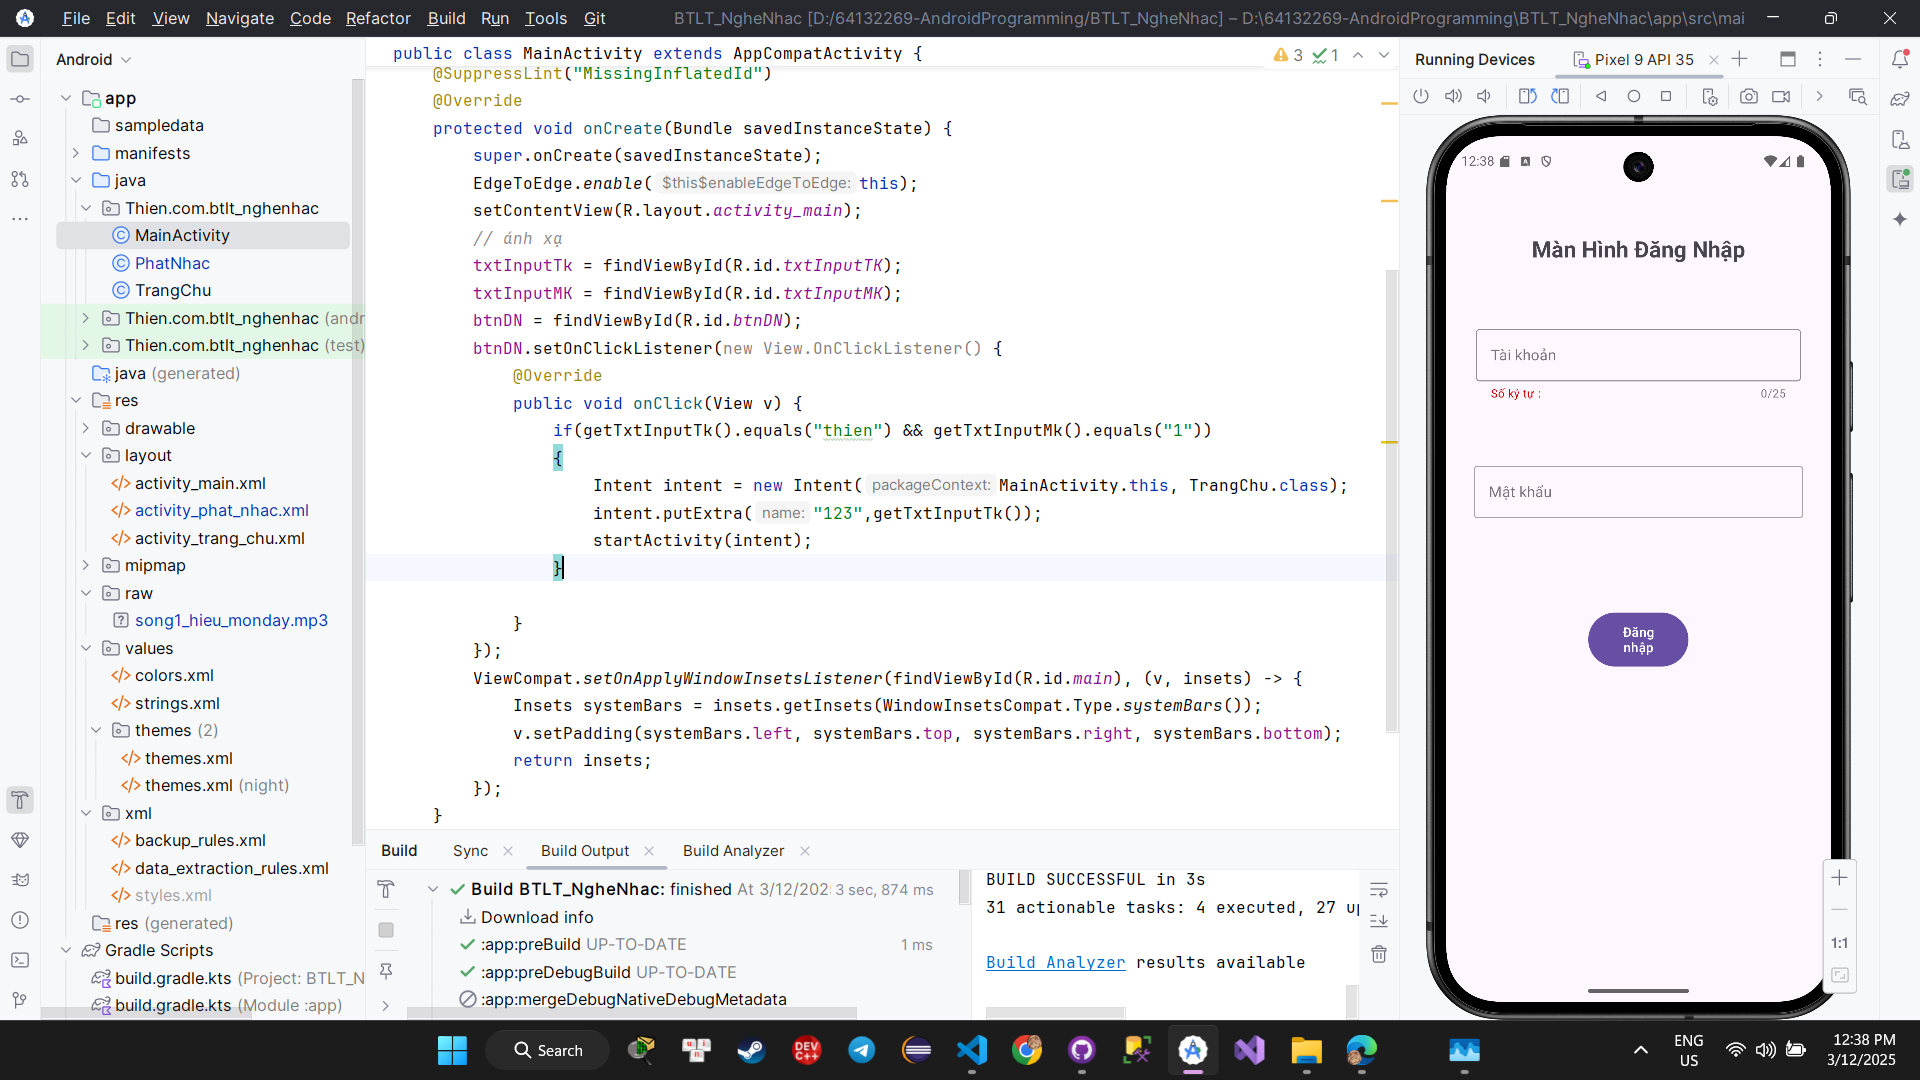 File Edit View Navigate Code Refactor Build Run Tools Git
BTLT_NgheNhac [D:/64132269-AndroidProgramming/BTLT_NgheNhac] – D:\64132269-AndroidProgramming\BTLT_NgheNhac\app\src\mai
Android
app
sampledata
manifests
java
Thien.com.btlt_nghenhac
MainActivity
PhatNhac
TrangChu
Thien.com.btlt_nghenhac (andr
Thien.com.btlt_nghenhac (test)
java (generated)
res
drawable
layout
activity_main.xml
activity_phat_nhac.xml
activity_trang_chu.xml
mipmap
raw
song1_hieu_monday.mp3
values
colors.xml
strings.xml
themes (2)
themes.xml
themes.xml (night)
xml
backup_rules.xml
data_extraction_rules.xml
styles.xml
res (generated)
Gradle Scripts
build.gradle.kts (Project: BTLT_N
build.gradle.kts (Module :app)
public class MainActivity extends AppCompatActivity {
3 1
@SuppressLint("MissingInflatedId")
@Override
protected void onCreate(Bundle savedInstanceState) {
super.onCreate(savedInstanceState);
EdgeToEdge.enable( $this$enableEdgeToEdge: this);
setContentView(R.layout.activity_main);
// ánh xạ
txtInputTk = findViewById(R.id.txtInputTK);
txtInputMK = findViewById(R.id.txtInputMK);
btnDN = findViewById(R.id.btnDN);
btnDN.setOnClickListener(new View.OnClickListener() {
@Override
public void onClick(View v) {
if(getTxtInputTk().equals("thien") && getTxtInputMk().equals("1"))
{
Intent intent = new Intent( packageContext: MainActivity.this, TrangChu.class);
intent.putExtra( name: "123",getTxtInputTk());
startActivity(intent);
}
}
});
ViewCompat.setOnApplyWindowInsetsListener(findViewById(R.id.main), (v, insets) -> {
Insets systemBars = insets.getInsets(WindowInsetsCompat.Type.systemBars());
v.setPadding(systemBars.left, systemBars.top, systemBars.right, systemBars.bottom);
return insets;
});
}
Build Sync Build Output Build Analyzer
Build BTLT_NgheNhac: finished At 3/12/202 3 sec, 874 ms
Download info
:app:preBuild UP-TO-DATE 1 ms
:app:preDebugBuild UP-TO-DATE
:app:mergeDebugNativeDebugMetadata
BUILD SUCCESSFUL in 3s
31 actionable tasks: 4 executed, 27 up
Build Analyzer results available
Running Devices Pixel 9 API 35
12:38
Màn Hình Đăng Nhập
Tài khoản
Số ký tự : 0/25
Mật khẩu
Đăng
nhập
1:1
Search
DEV
C++
ENG
US
12:38 PM
3/12/2025